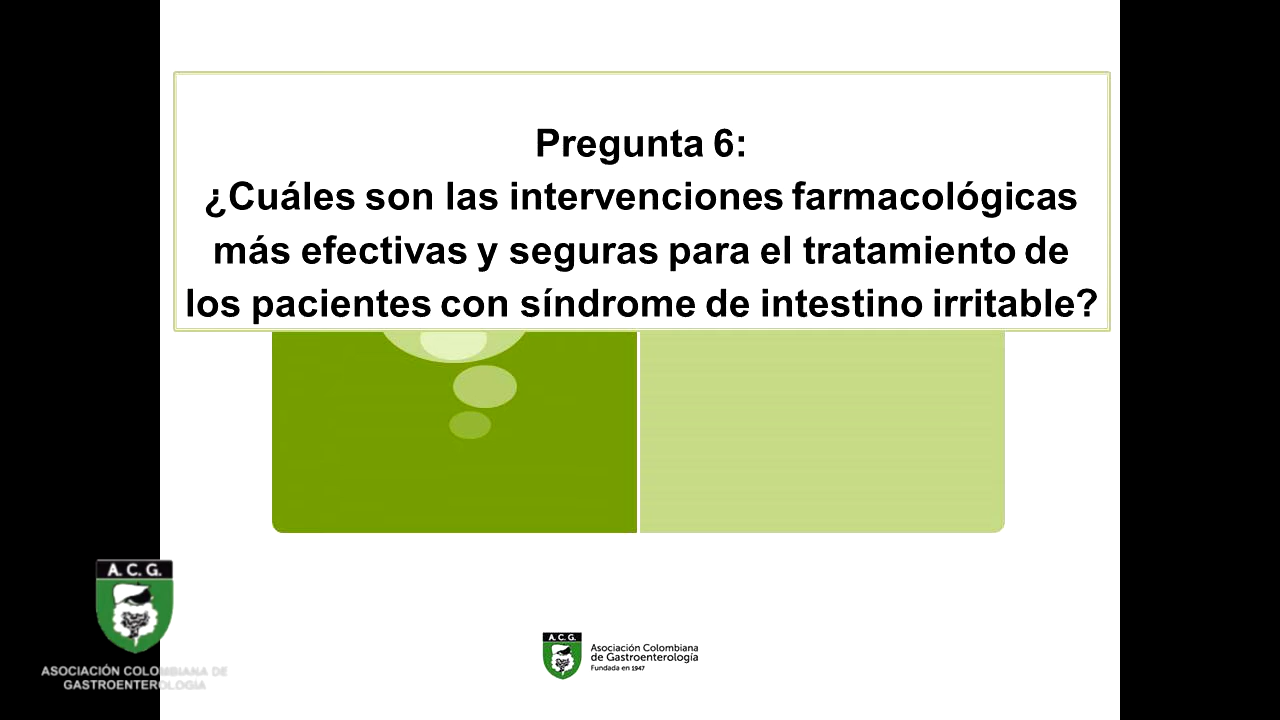 Pregunta 6:
¿Cuáles son las intervenciones farmacológicas
más efectivas y seguras para el tratamiento de
los pacientes con síndrome de intestino irritable?
A. C. G.
ASOCIACIÓN COLOMBIANA DE
GASTROENTEROLOGÍA
A. C. G.
Asociación Colombiana
de Gastroenterología
Fundada en 1947